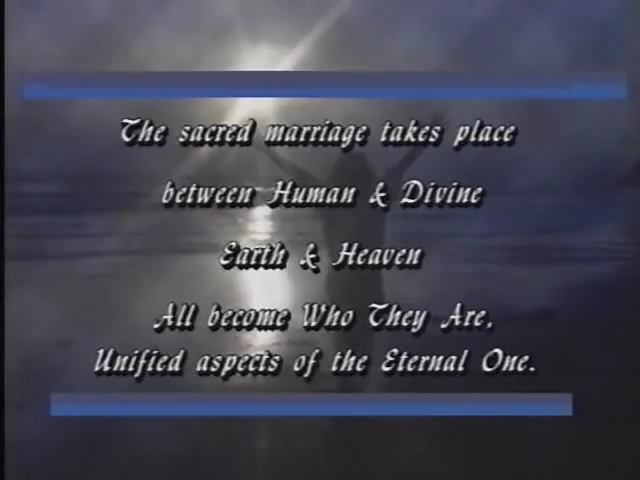 The sacred marriage takes place
between Human & Divine
Earth & Heaven
All become Who They Are,
Unified aspects of the Eternal One.